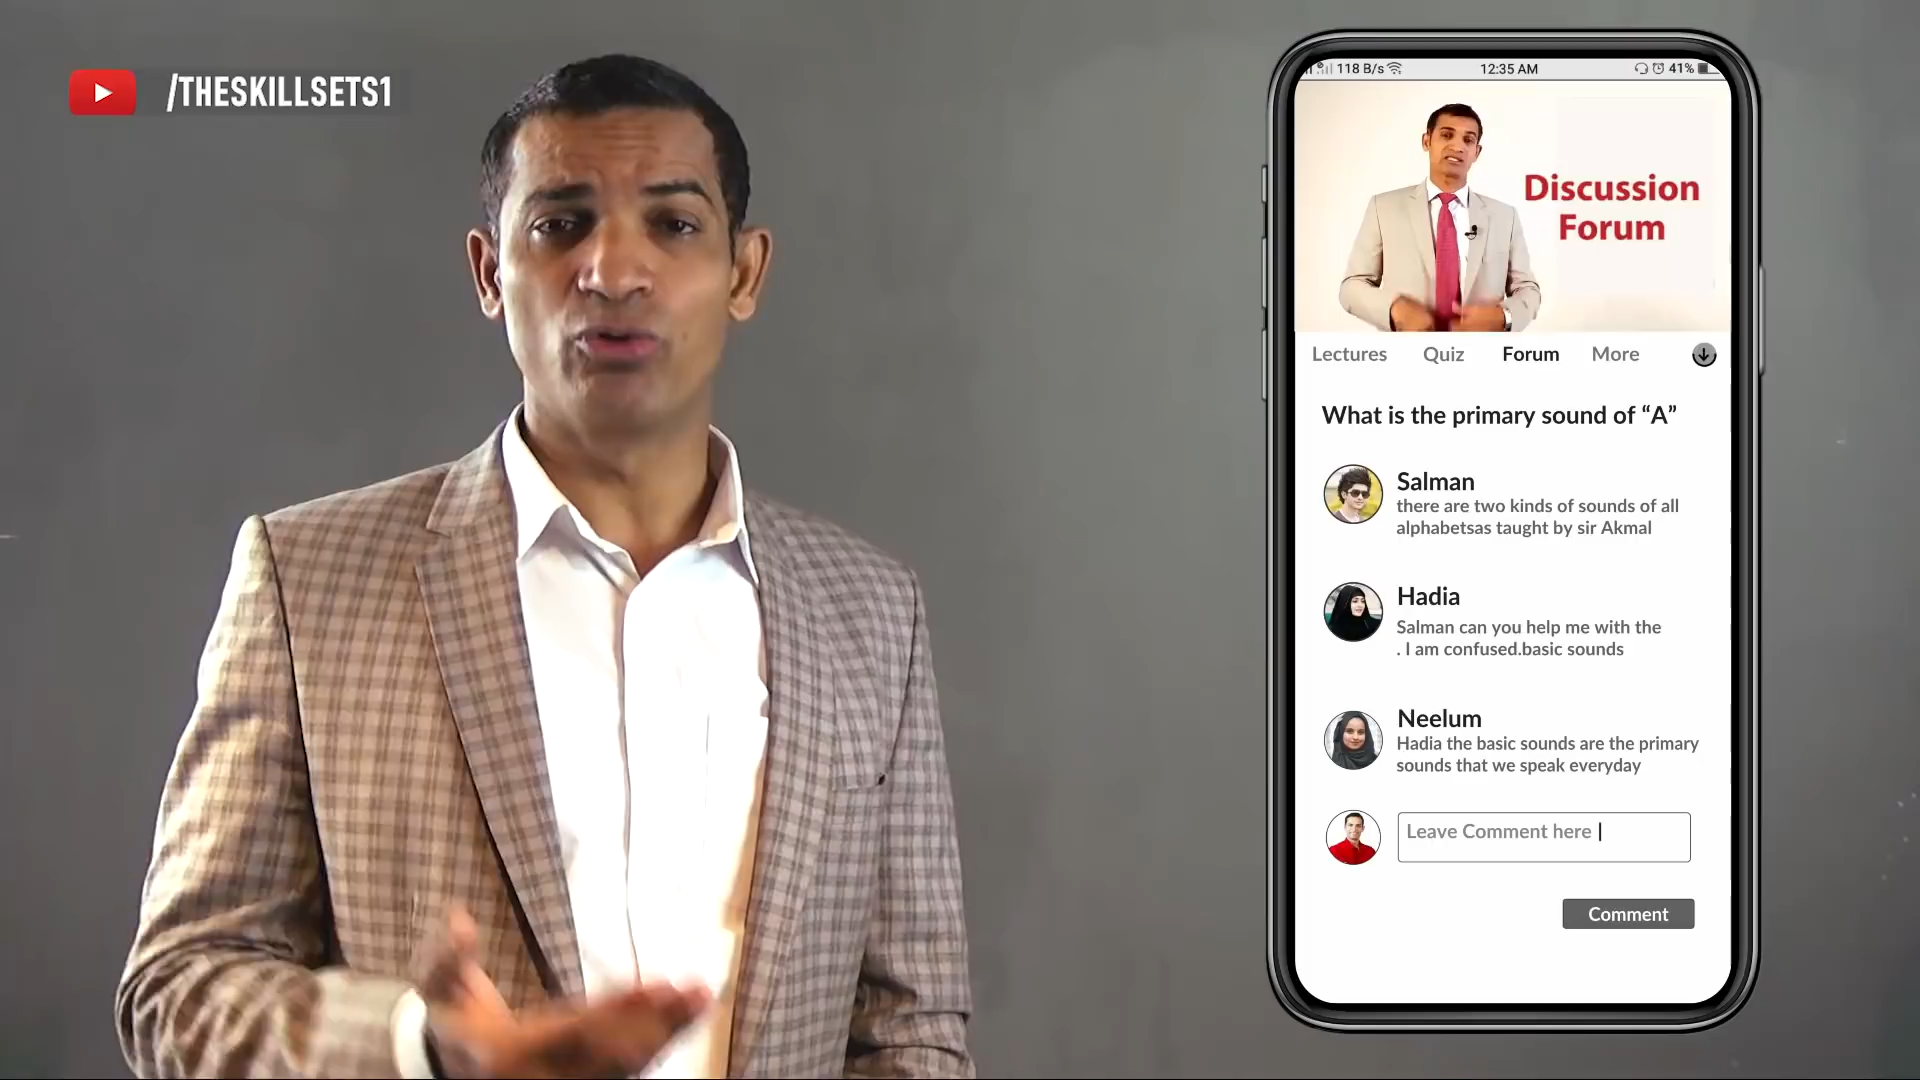 /THESKILLSETS1
118 B/s
12:35 AM
41%
Discussion
Forum
Lectures
Quiz
Forum
More
What is the primary sound of “A”
Salman
there are two kinds of sounds of all
alphabetsas taught by sir Akmal
Hadia
Salman can you help me with the
. I am confused.basic sounds
Neelum
Hadia the basic sounds are the primary
sounds that we speak everyday
Leave Comment here
Comment